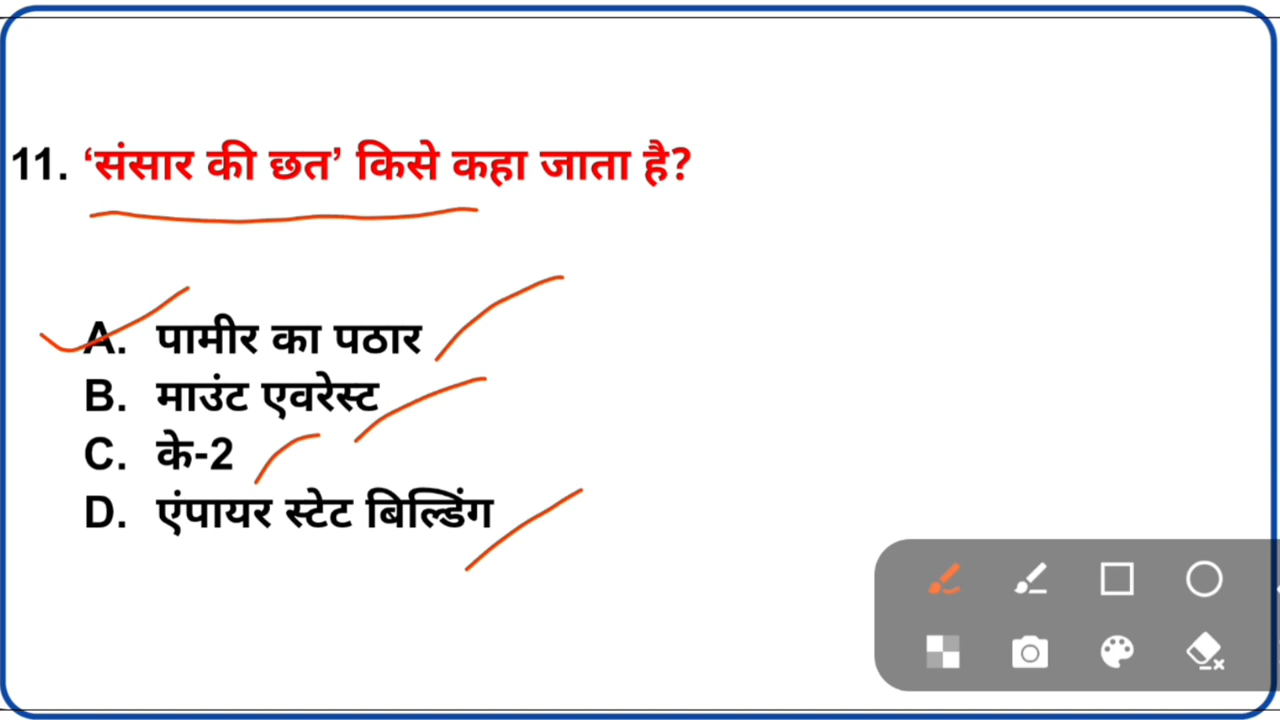 11. ‘संसार की छत’ किसे कहा जाता है?
A. पामीर का पठार
B. माउंट एवरेस्ट
C. के-2
D. एंपायर स्टेट बिल्डिंग